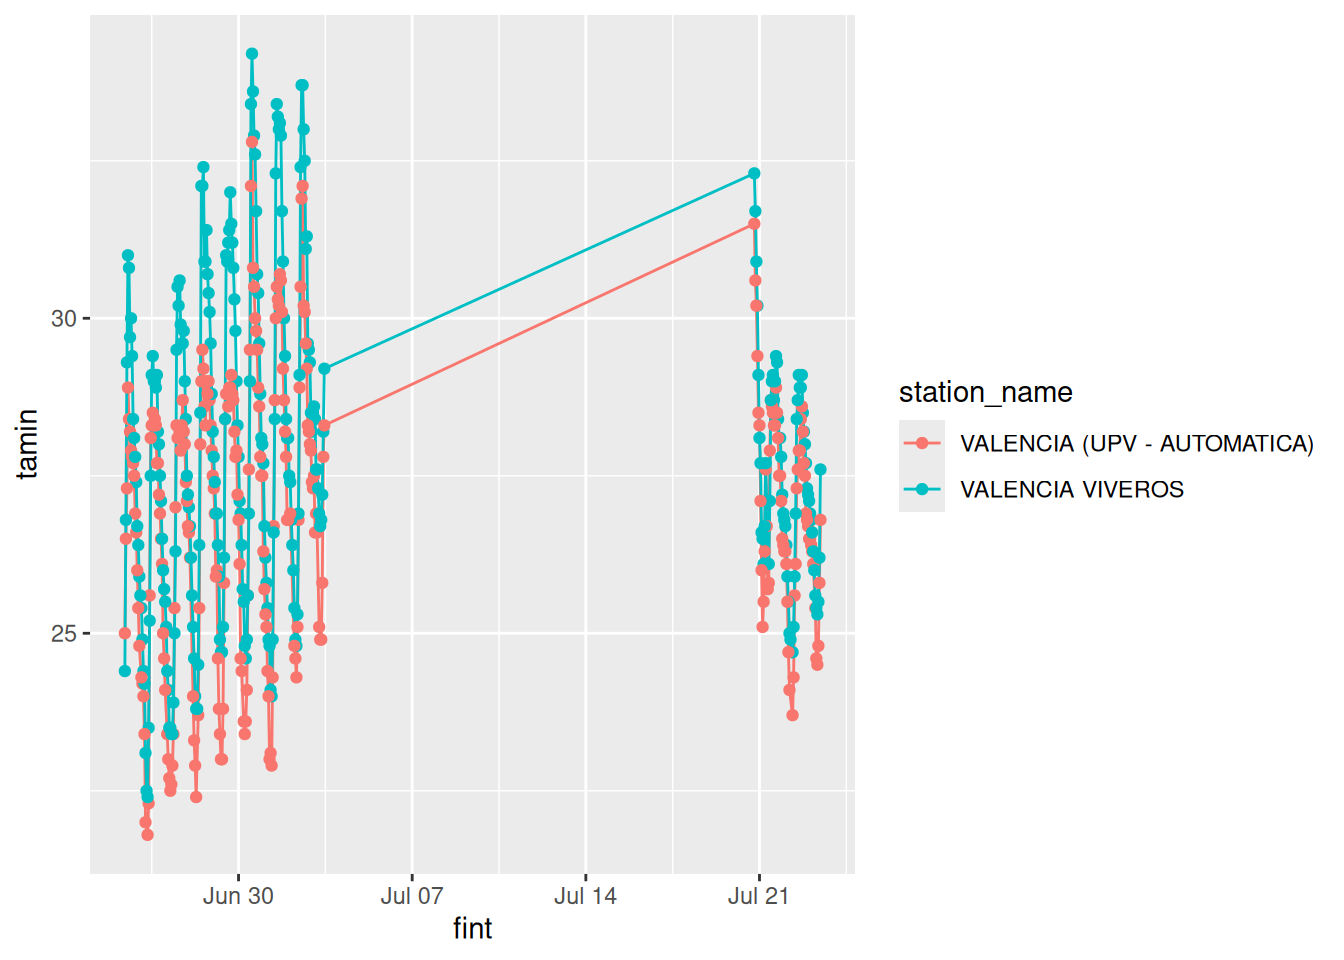 30
25
tamin
Jun 30
Jul 07
Jul 14
Jul 21
fint
station_name
VALENCIA (UPV - AUTOMATICA)
VALENCIA VIVEROS